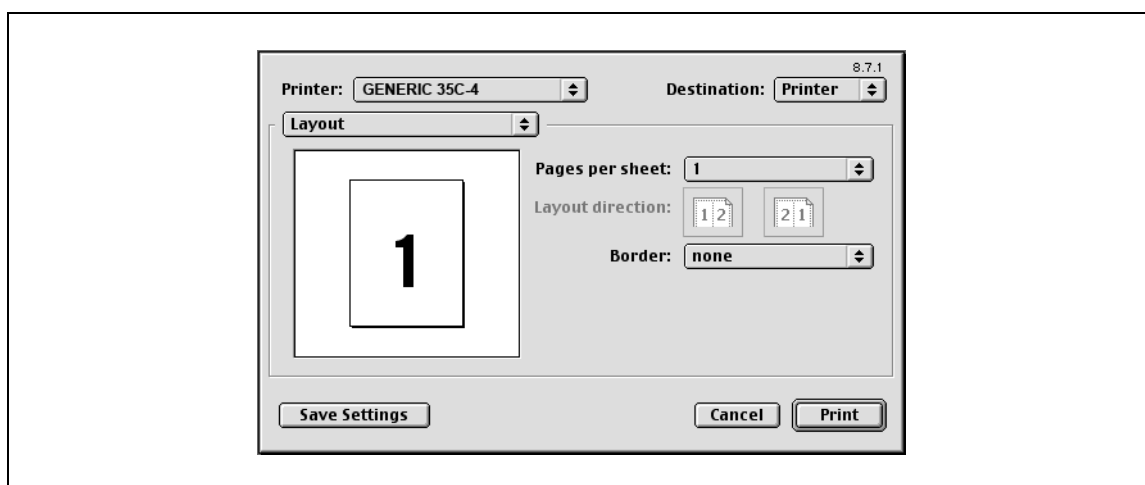 8.7.1
Printer: GENERIC 35C-4 Destination: Printer
Layout
Pages per sheet: 1
Layout direction: 1 2 2 1
1
Border: none
Save Settings Cancel Print